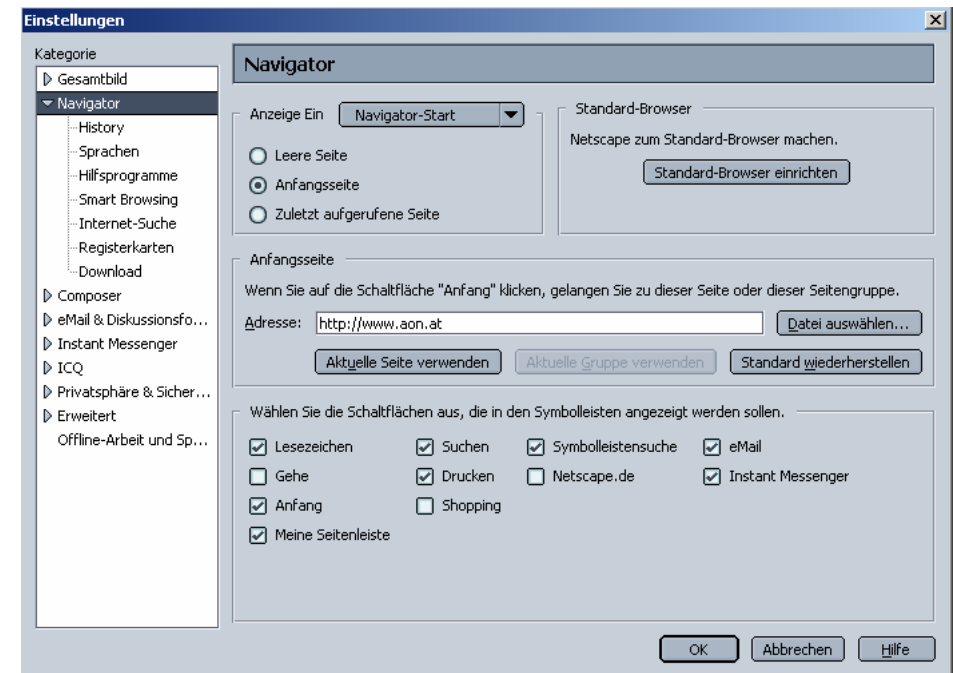 Einstellungen
Kategorie
Gesamtbild
Navigator
History
Sprachen
Hilfsprogramme
Smart Browsing
Internet-Suche
Registerkarten
Download
Composer
eMail & Diskussionsfo...
Instant Messenger
ICQ
Privatsphäre & Sicher...
Erweitert
Offline-Arbeit und Sp...
Navigator
Anzeige Ein Navigator-Start
Leere Seite
Anfangsseite
Zuletzt aufgerufene Seite
Standard-Browser
Netscape zum Standard-Browser machen.
Standard-Browser einrichten
Anfangsseite
Wenn Sie auf die Schaltfläche "Anfang" klicken, gelangen Sie zu dieser Seite oder dieser Seitengruppe.
Adresse: http://www.aon.at Datei auswählen...
Aktuelle Seite verwenden Aktuelle Gruppe verwenden Standard wiederherstellen
Wählen Sie die Schaltflächen aus, die in den Symbolleisten angezeigt werden sollen.
Lesezeichen Suchen Symbolleistensuche eMail
Gehe Drucken Netscape.de Instant Messenger
Anfang Shopping
Meine Seitenleiste
OK Abbrechen Hilfe